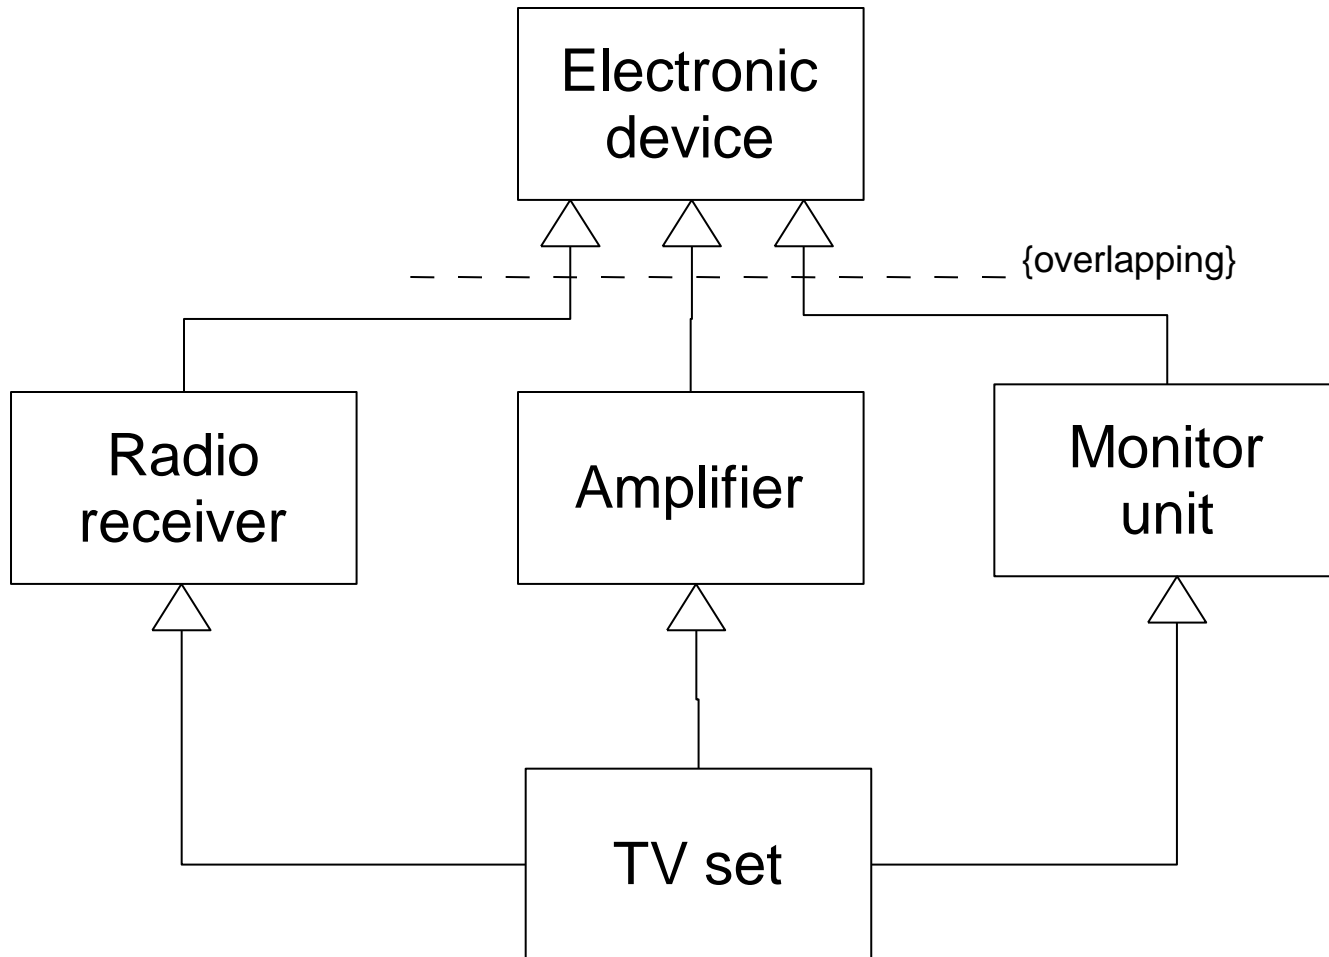 Electronic
device
{overlapping}
Radio
receiver
Amplifier
Monitor
unit
TV set